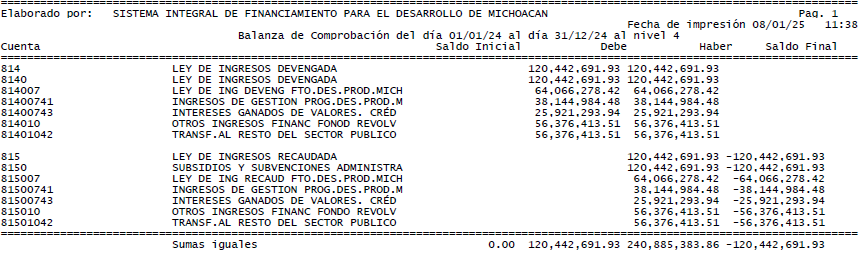 Elaborado por:   SISTEMA INTEGRAL DE FINANCIAMIENTO PARA EL DESARROLLO DE MICHOACAN   Pag. 1
Fecha de impresión 08/01/25   11:38
Balanza de Comprobación del día 01/01/24 al día 31/12/24 al nivel 4
Cuenta   Saldo Inicial   Debe   Haber   Saldo Final
814   LEY DE INGRESOS DEVENGADA   120,442,691.93 120,442,691.93
8140   LEY DE INGRESOS DEVENGADA   120,442,691.93 120,442,691.93
814007   LEY DE ING DEVENG FTO.DES.PROD.MICH   64,066,278.42   64,066,278.42
81400741   INGRESOS DE GESTION PROG.DES.PROD.M   38,144,984.48   38,144,984.48
81400743   INTERESES GANADOS DE VALORES. CRÉD   25,921,293.94   25,921,293.94
814010   OTROS INGRESOS FINANC FONOD REVOLV   56,376,413.51   56,376,413.51
81401042   TRANSF.AL RESTO DEL SECTOR PUBLICO   56,376,413.51   56,376,413.51
815   LEY DE INGRESOS RECAUDADA   120,442,691.93 -120,442,691.93
8150   SUBSIDIOS Y SUBVENCIONES ADMINISTRA   120,442,691.93 -120,442,691.93
815007   LEY DE ING RECAUD FTO.DES.PROD.MICH   64,066,278.42   -64,066,278.42
81500741   INGRESOS DE GESTION PROG.DES.PROD.M   38,144,984.48   -38,144,984.48
81500743   INTERESES GANADOS DE VALORES. CRÉD   25,921,293.94   -25,921,293.94
815010   OTROS INGRESOS FINANC FONDO REVOLV   56,376,413.51   -56,376,413.51
81501042   TRANSF.AL RESTO DEL SECTOR PUBLICO   56,376,413.51   -56,376,413.51
Sumas iguales   0.00   120,442,691.93 240,885,383.86 -120,442,691.93